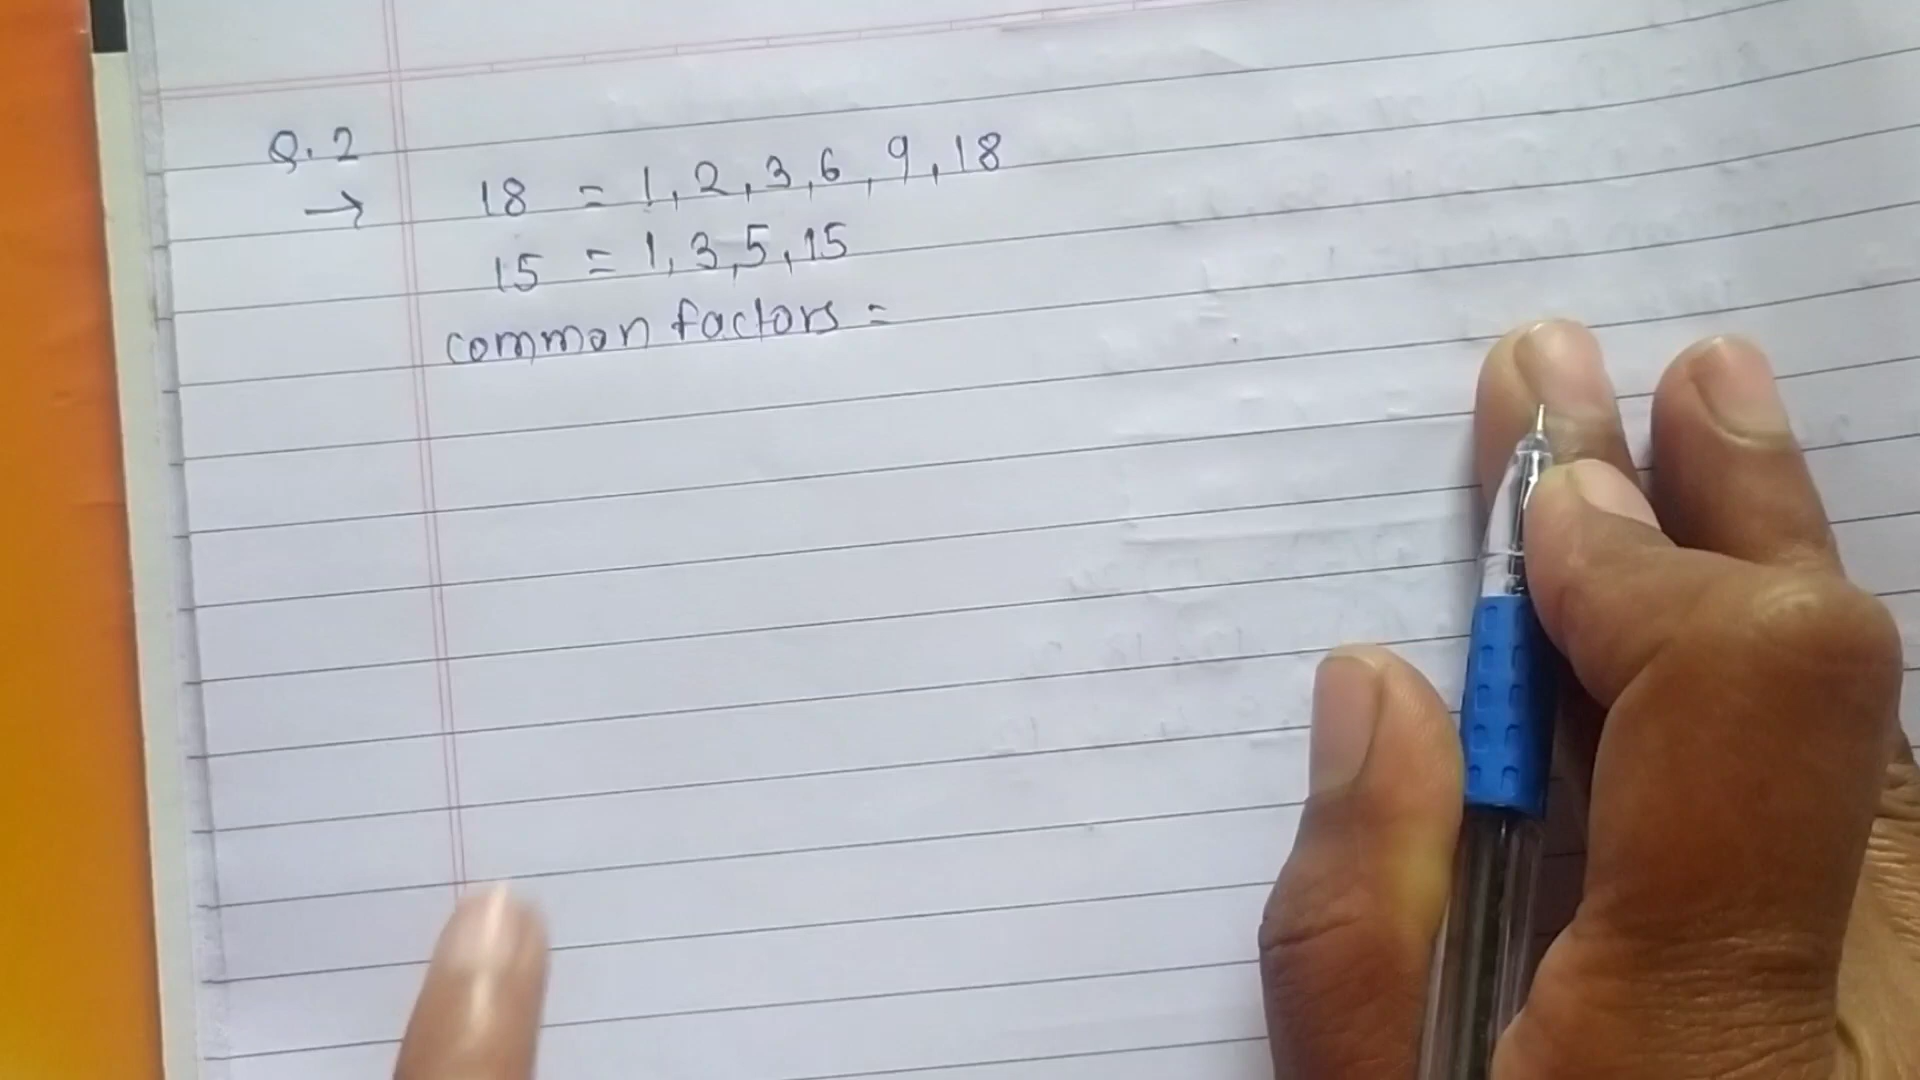 Q.2
→ 18 = 1, 2, 3, 6, 9, 18
15 = 1, 3, 5, 15
common factors =